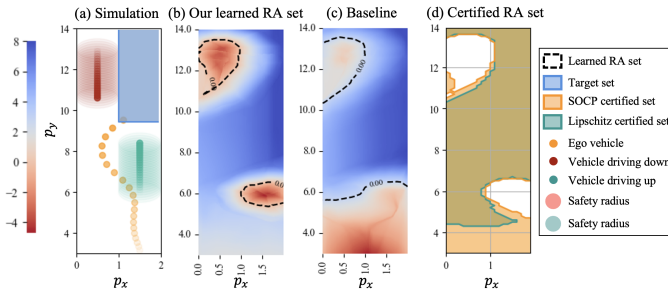 (a) Simulation
(b) Our learned RA set
(c) Baseline
(d) Certified RA set
8
6
4
2
0
-2
-4
p_y
14
12
10
8
6
4
0
1
2
p_x
14.0
12.0
10.0
8.0
6.0
4.0
0.00
0.0
0.5
1.0
1.5
p_x
14.0
12.0
10.0
8.0
6.0
4.0
0.00
0.00
0.0
0.5
1.0
1.5
p_x
14
12
10
8
6
4
0
1
p_x
Learned RA set
Target set
SOCP certified set
Lipschitz certified set
Ego vehicle
Vehicle driving down
Vehicle driving up
Safety radius
Safety radius